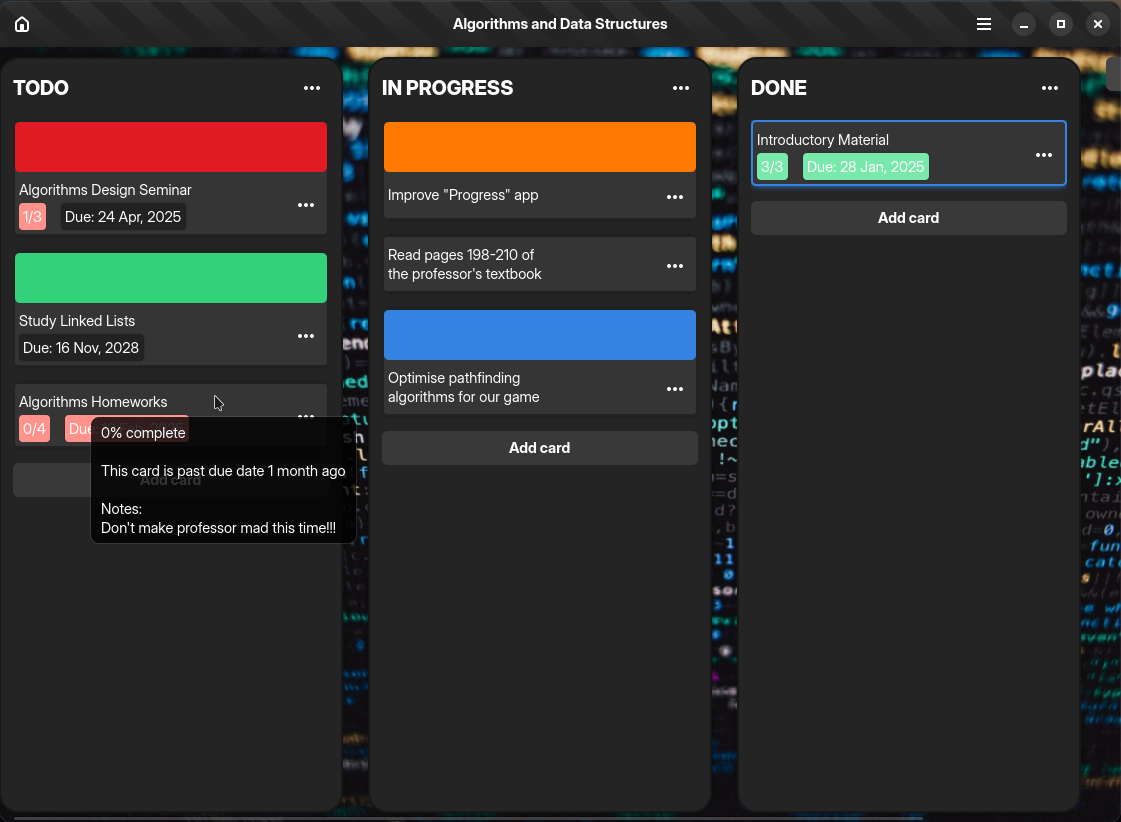 Algorithms and Data Structures
TODO
Algorithms Design Seminar
1/3 Due: 24 Apr, 2025
Study Linked Lists
Due: 16 Nov, 2028
Algorithms Homeworks
0/4 Due
0% complete
This card is past due date 1 month ago
Add card
Notes:
Don't make professor mad this time!!!
IN PROGRESS
Improve "Progress" app
Read pages 198-210 of
the professor's textbook
Optimise pathfinding
algorithms for our game
Add card
DONE
Introductory Material
3/3 Due: 28 Jan, 2025
Add card